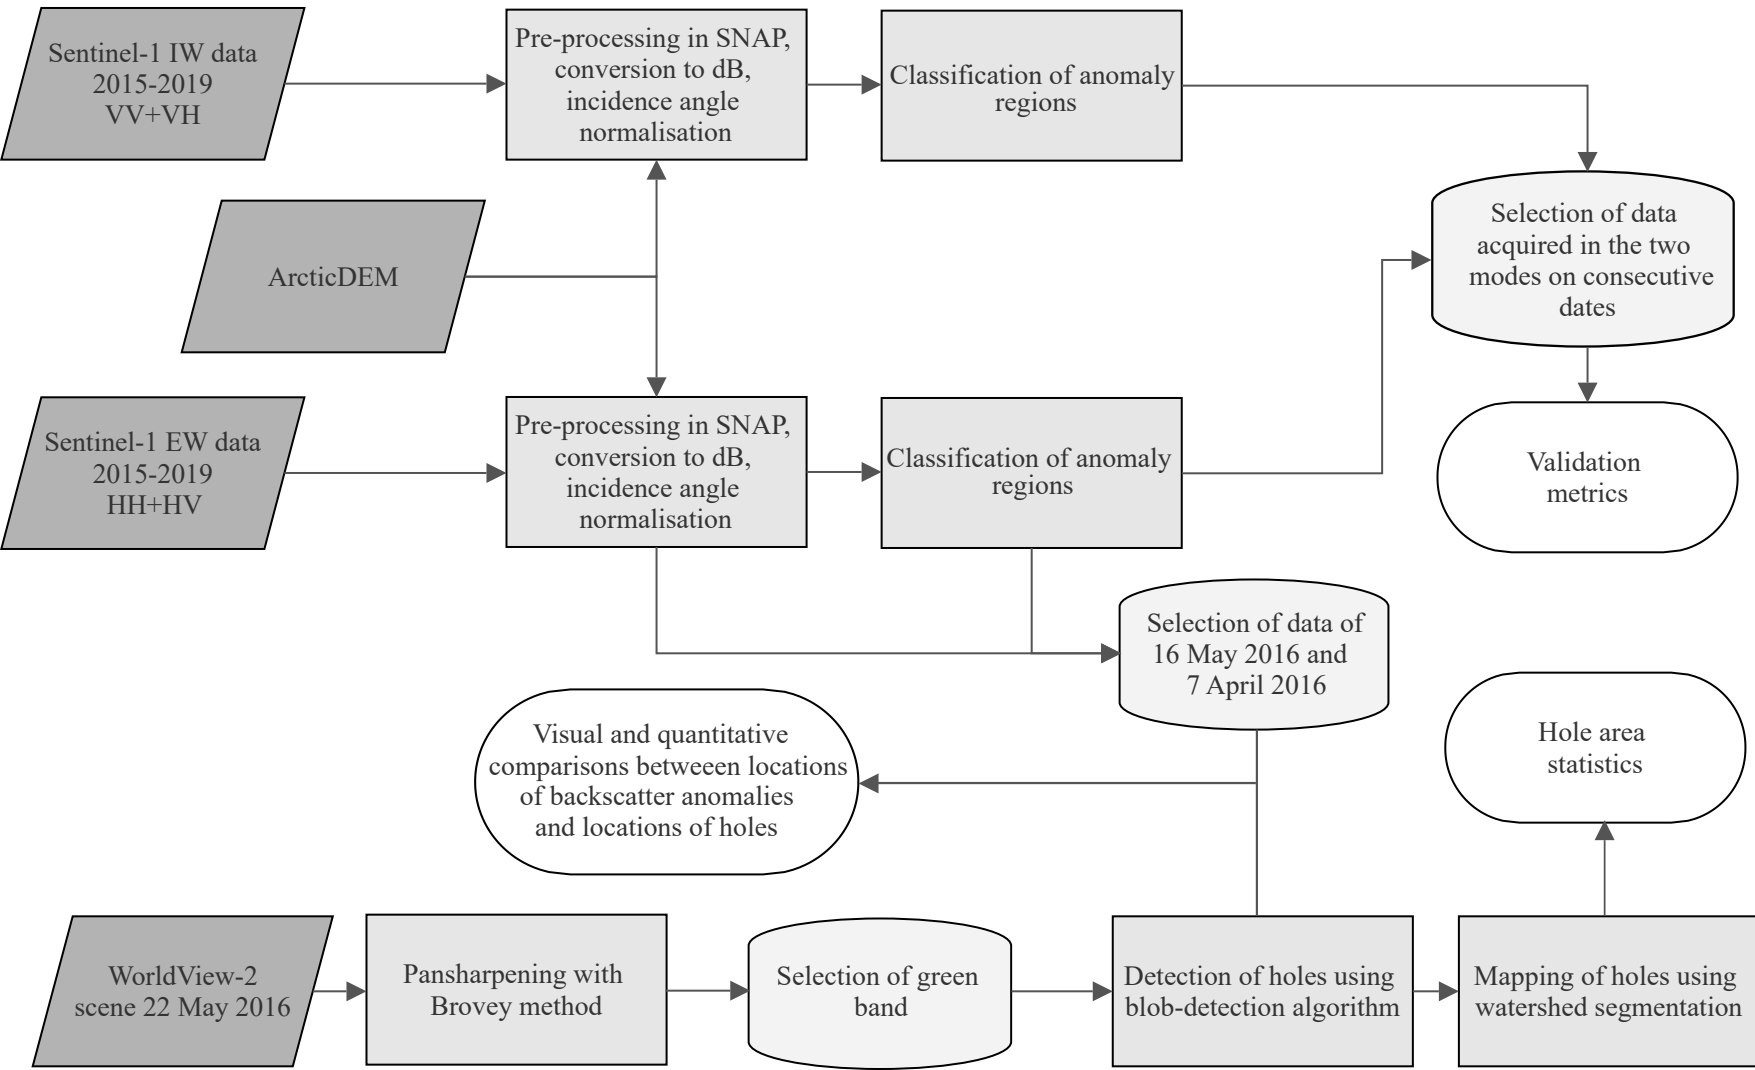 Sentinel-1 IW data
2015-2019
VV+VH
Pre-processing in SNAP,
conversion to dB,
incidence angle
normalisation
Classification of anomaly
regions
Selection of data
acquired in the two
modes on consecutive
dates
ArcticDEM
Sentinel-1 EW data
2015-2019
HH+HV
Pre-processing in SNAP,
conversion to dB,
incidence angle
normalisation
Classification of anomaly
regions
Validation
metrics
Selection of data of
16 May 2016 and
7 April 2016
Visual and quantitative
comparisons betweeen locations
of backscatter anomalies
and locations of holes
Hole area
statistics
WorldView-2
scene 22 May 2016
Pansharpening with
Brovey method
Selection of green
band
Detection of holes using
blob-detection algorithm
Mapping of holes using
watershed segmentation